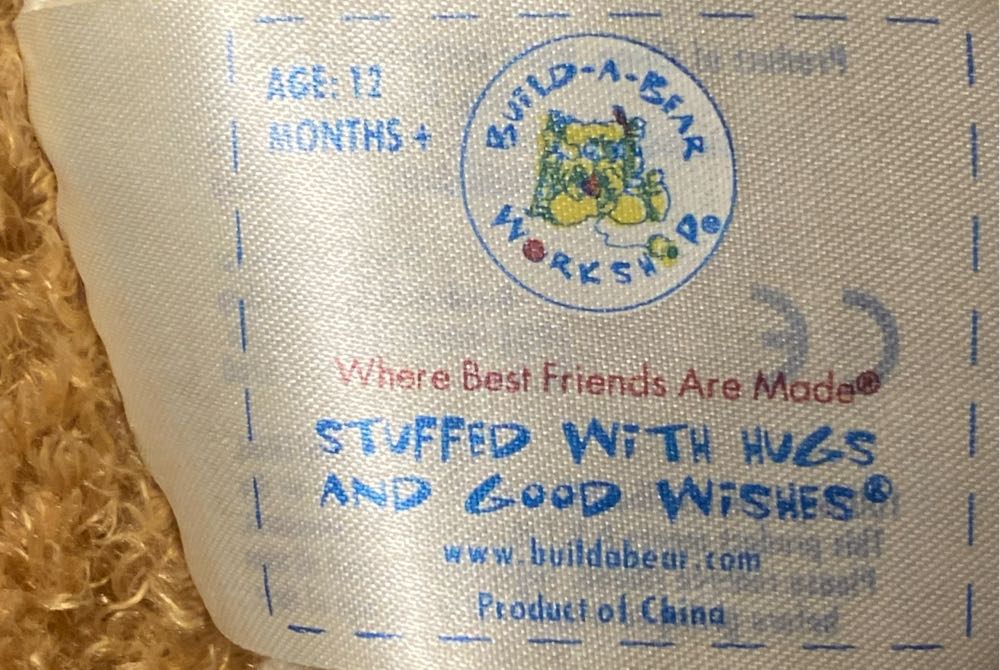 AGE: 12
MONTHS +
BUILD-A-BEAR
WORKSHOP®
Where Best Friends Are Made®
STUFFED WITH HUGS
AND GOOD WISHES®
www.buildabear.com
Product of China